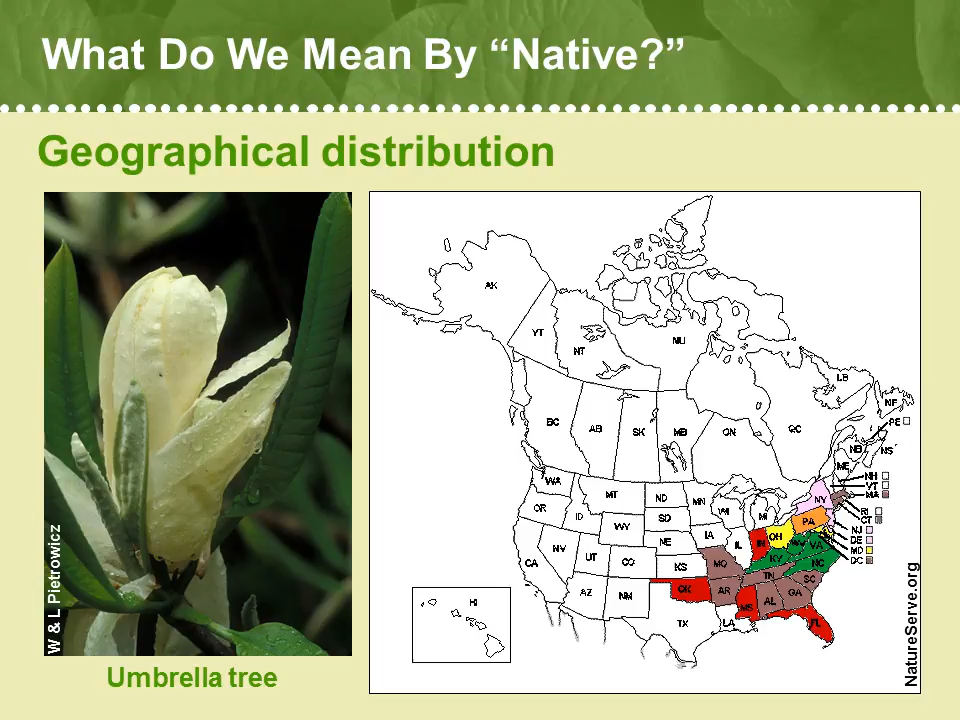 What Do We Mean By “Native?”
Geographical distribution
W & L Pietrowicz
Umbrella tree
AK
YT
NT
NU
LB
NF
PE
BC
AB
SK
MB
ON
QC
NB
NS
ME
NH
VT
MA
RI
CT
NJ
DE
MD
DC
WA
MT
ND
MN
OR
ID
SD
WI
MI
NY
WY
IA
PA
NE
IL
IN
OH
NV
UT
CO
KS
MO
KY
WV
VA
CA
NC
TN
AZ
NM
OK
AR
SC
MS
AL
GA
TX
LA
FL
HI
NatureServe.org